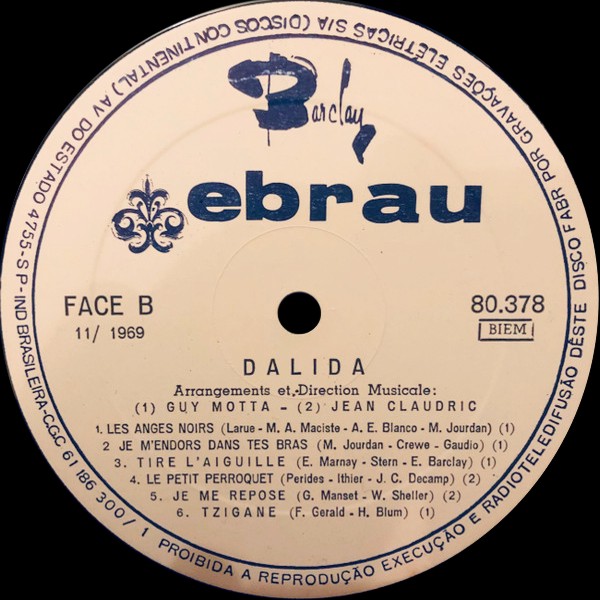 Barclay
ebrau
FACE B
80.378
11/ 1969
BIEM
DALIDA
Arrangements et Direction Musicale:
(1) GUY MOTTA - (2) JEAN CLAUDRIC
1. LES ANGES NOIRS (Larue - M. A. Maciste - A. E. Blanco - M. Jourdan) (1)
2 JE M'ENDORS DANS TES BRAS (M. Jourdan - Crewe - Gaudio) (1)
3. TIRE L'AIGUILLE (E. Marnay - Stern - E. Barclay) (1)
4. LE PETIT PERROQUET (Perides - Ithier - J. C. Decamp) (2)
5. JE ME REPOSE (G. Manset - W. Sheller) (2)
6. TZIGANE (F. Gerald - H. Blum) (1)
PROIBIDA A REPRODUÇÃO EXECUÇÃO E RADIOTELEDIFUSÃO DÊSTE DISCO FABR POR GRAVAÇÕES ELÉTRICAS S/A (DISCOS CONTINENTAL) AV DO ESTADO 4755-S P-IND BRASILEIRA-C.G.C 61 186 300/1